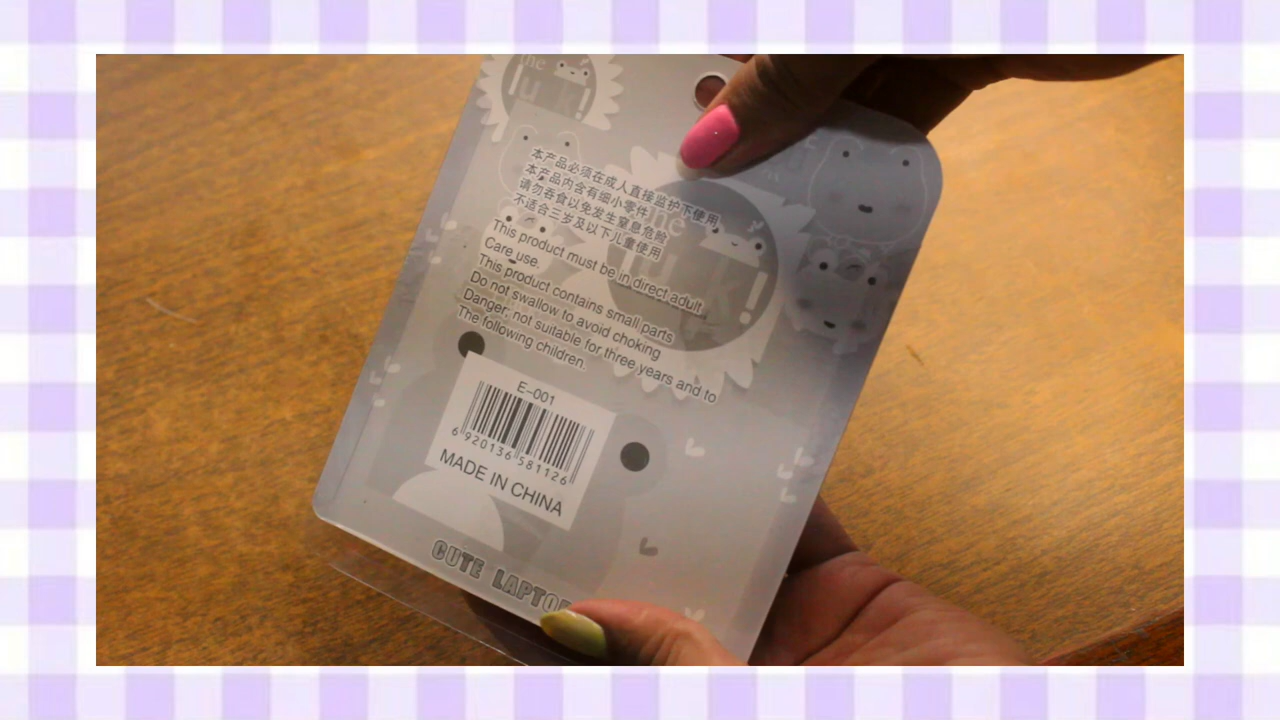 the
本产品必须在成人直接监护下使用
本产品内含有细小零件
请勿吞食以免发生窒息危险
不适合三岁及以下儿童使用
the
This product must be in direct adult
Care use.
This product contains small parts
Do not swallow to avoid choking
Danger; not suitable for three years and to
The following children.
E-001
6 920136 581126
MADE IN CHINA
CUTE